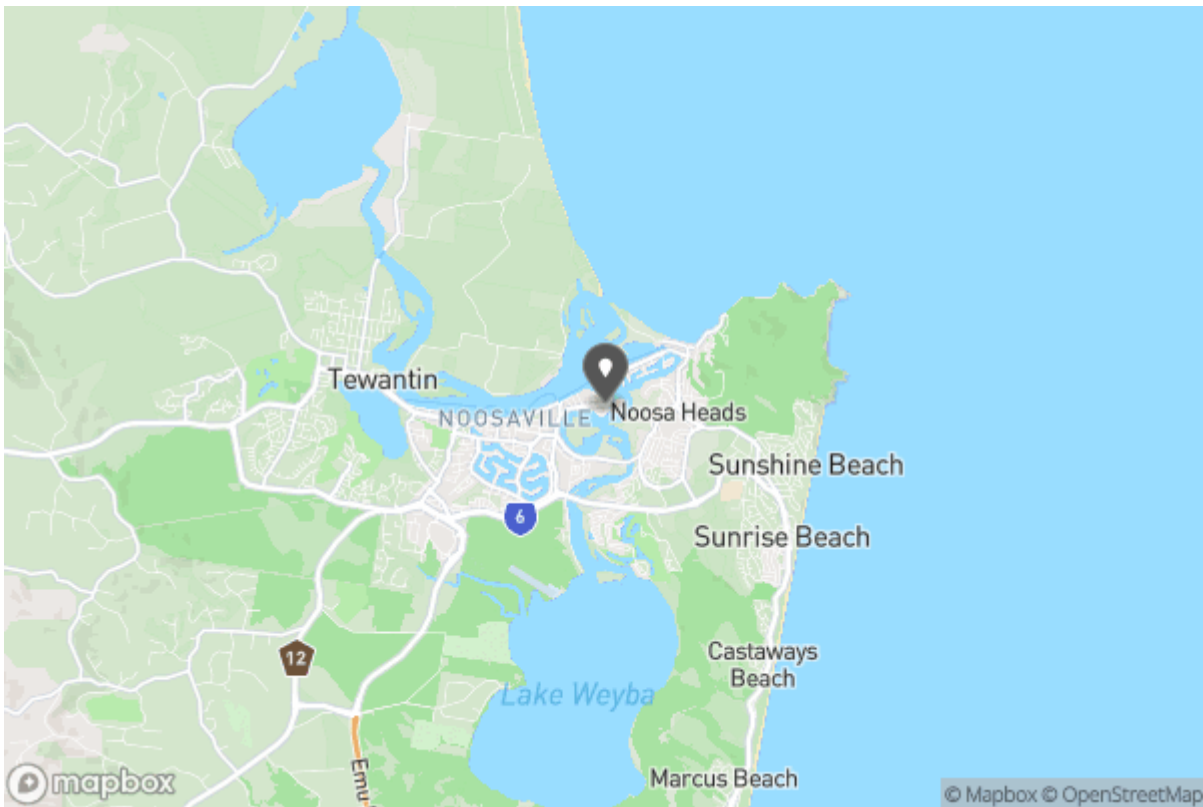 Tewantin
NOOSAVILLE
Noosa Heads
Sunshine Beach
6
Sunrise Beach
12
Castaways
Beach
Lake Weyba
Emu
Marcus Beach
mapbox
© Mapbox © OpenStreetMap